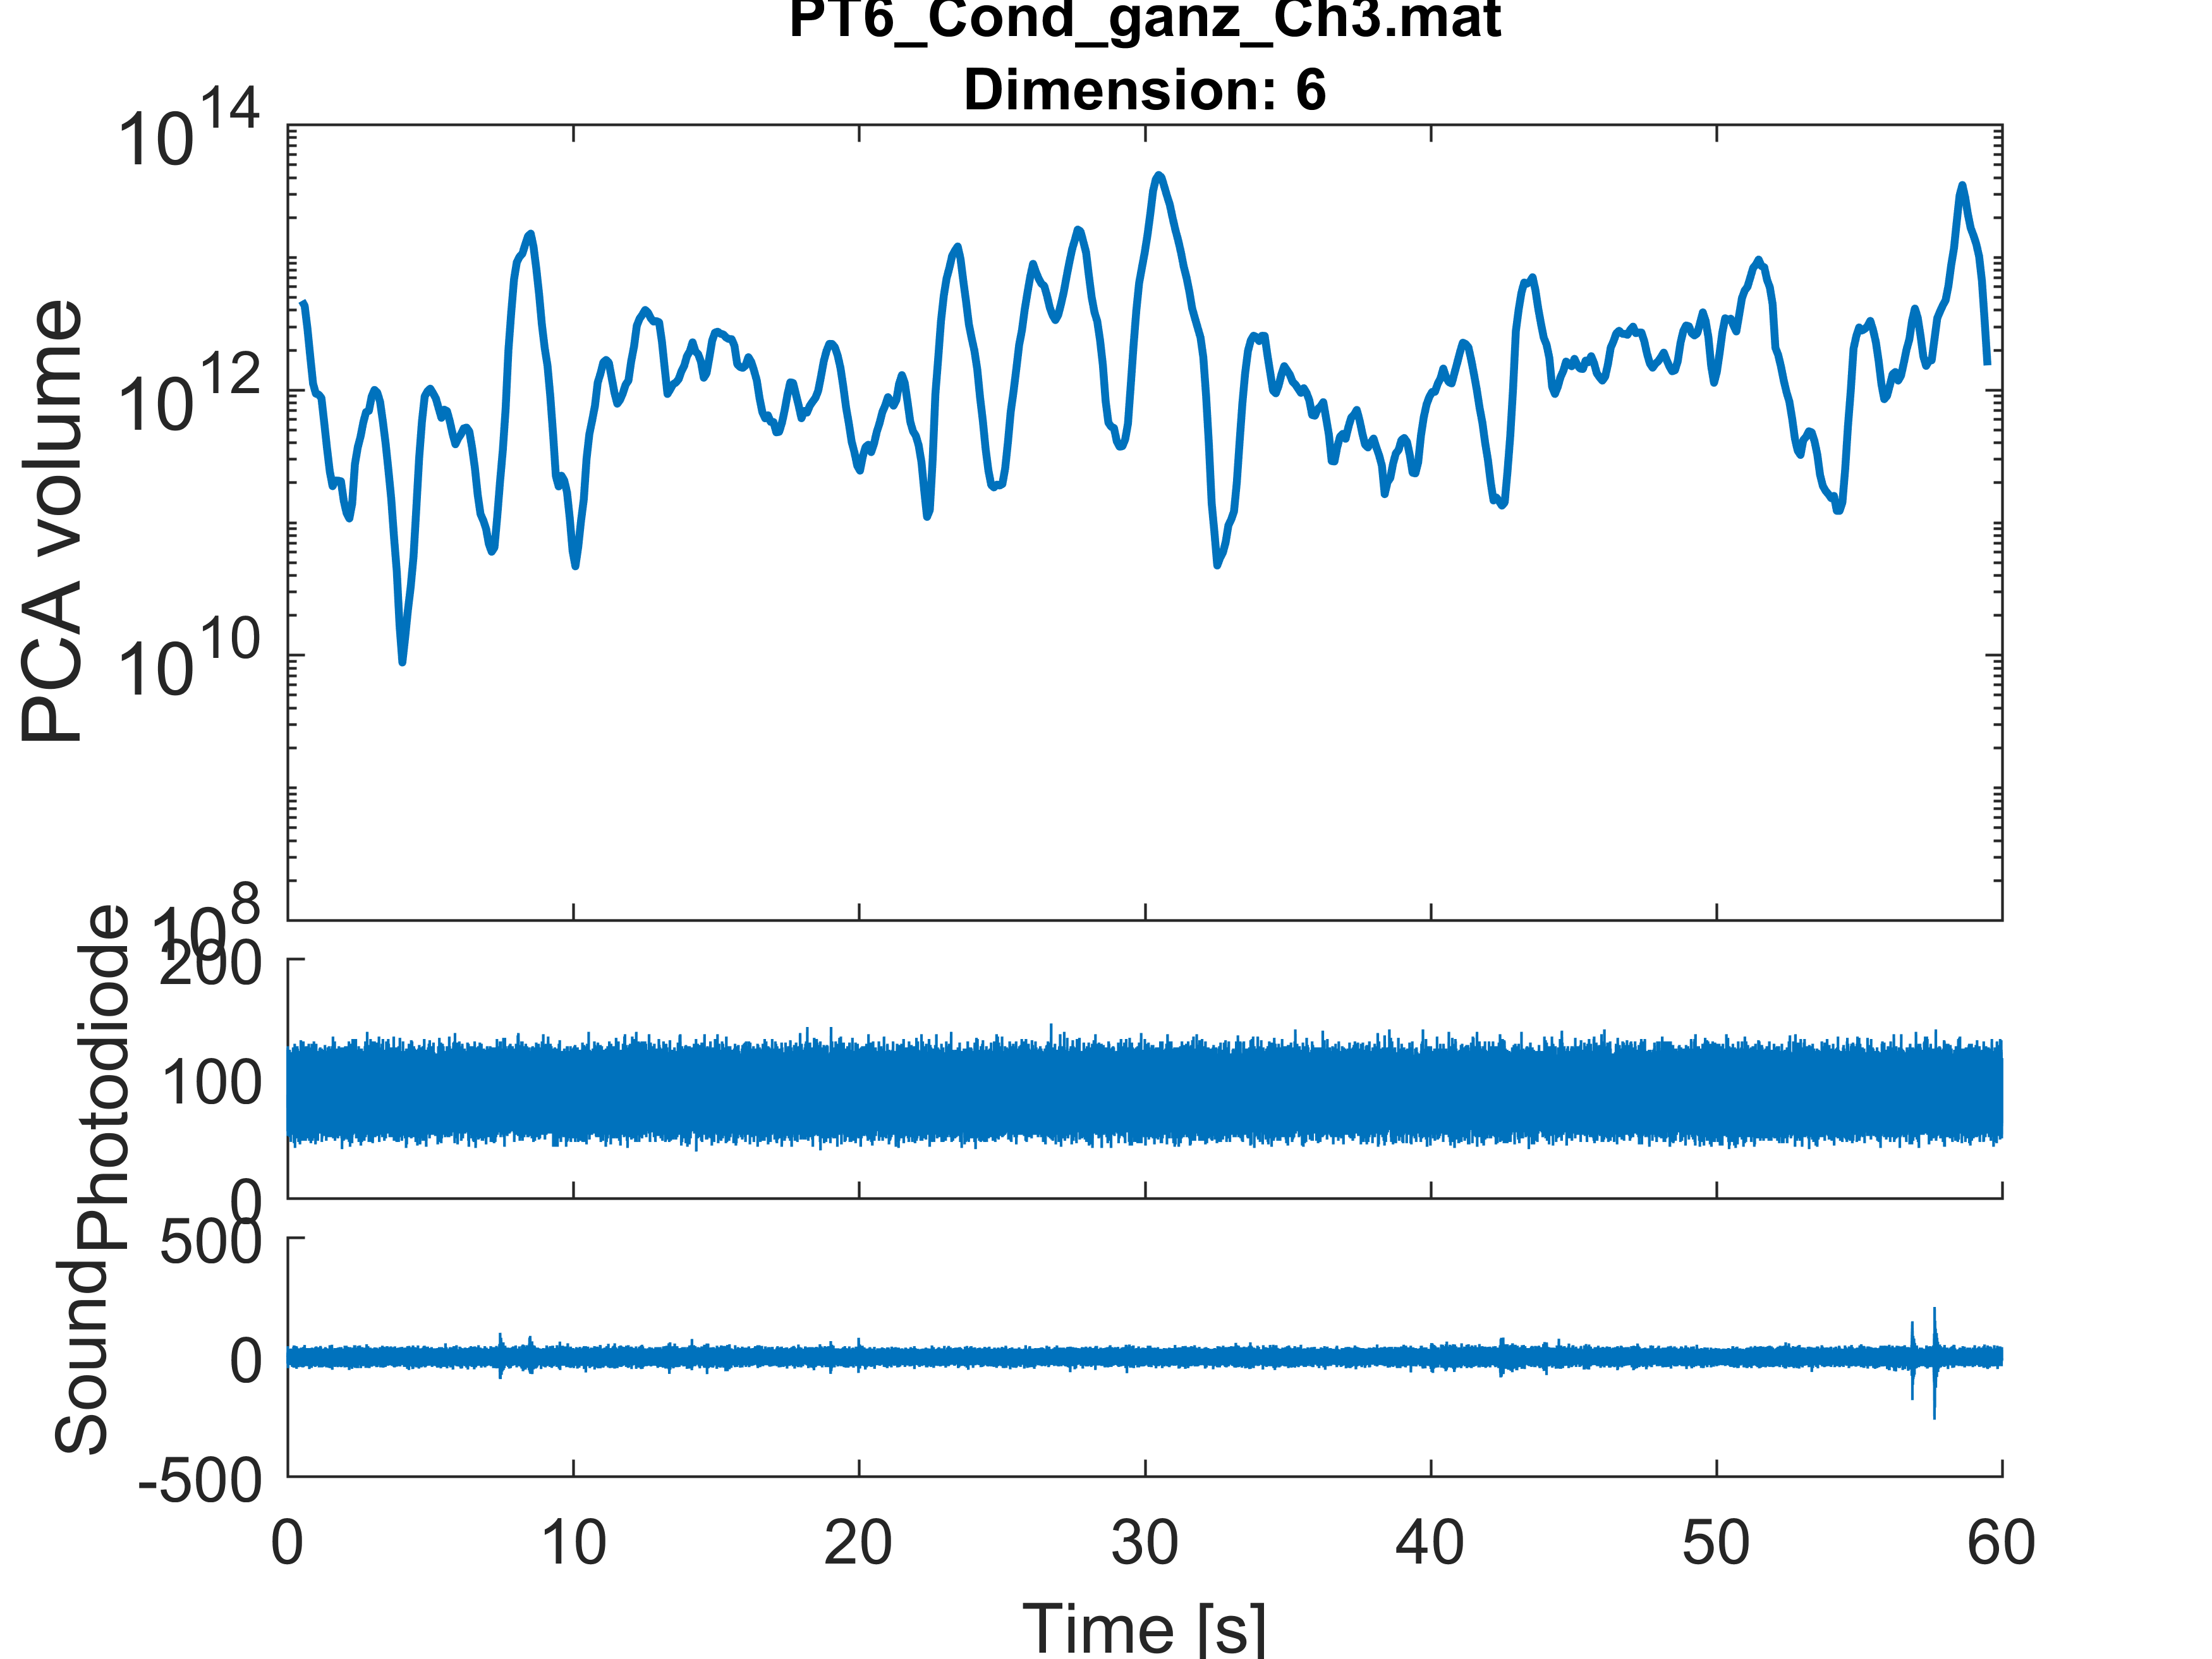 PT6_Cond_ganz_Ch3.mat
Dimension: 6
PCA volume
10^14
10^12
10^10
10^8
Photodiode
200
100
0
Sound
500
0
-500
0 10 20 30 40 50 60
Time [s]